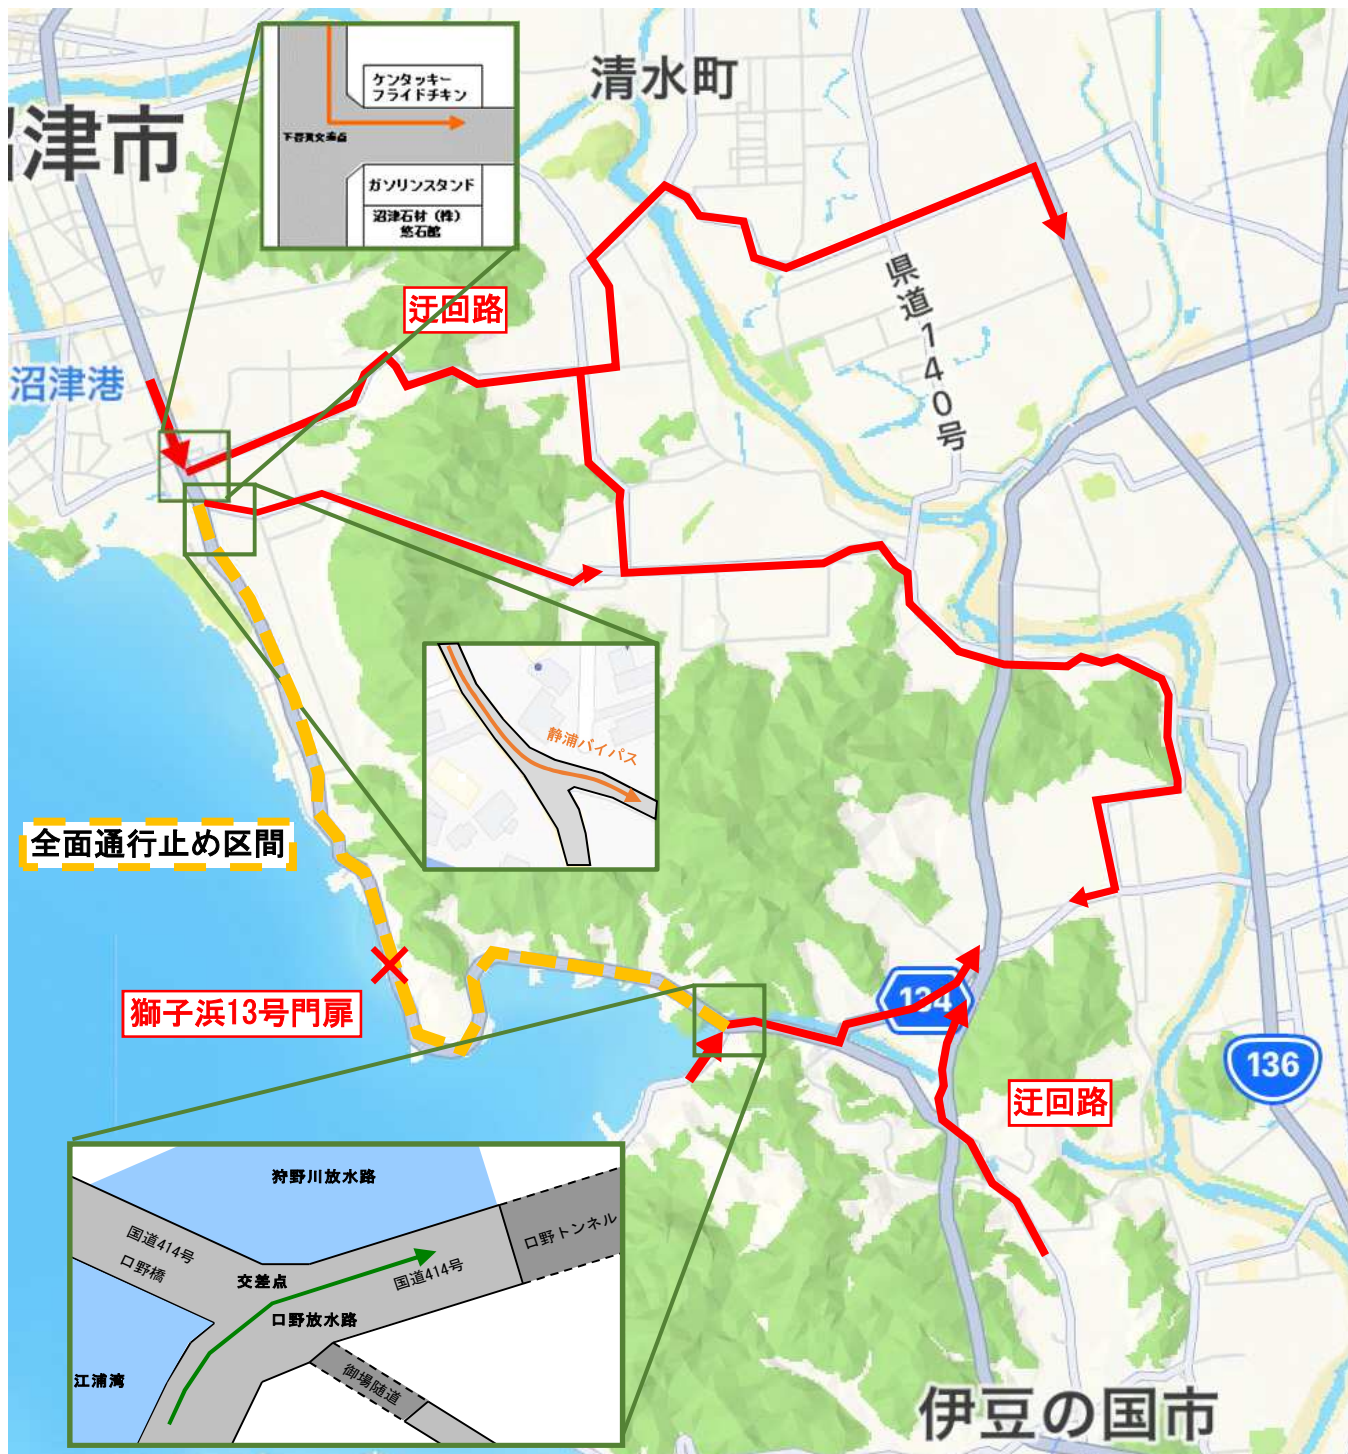 ケンタッキー
フライドチキン
下香貫交差点
ガソリンスタンド
沼津石材（株）
悠石館
清水町
沼津市
迂回路
県道140号
沼津港
静浦バイパス
全面通行止め区間
獅子浜13号門扉
134
136
迂回路
狩野川放水路
国道414号
口野橋
口野トンネル
交差点
国道414号
口野放水路
江浦湾
御場隧道
伊豆の国市